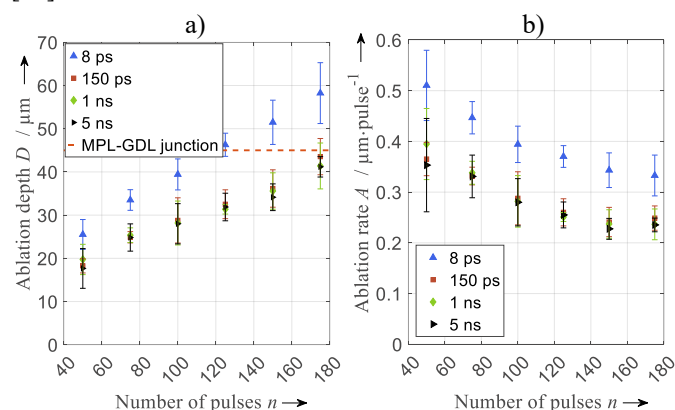 a)
70
60
50
40
30
20
10
0
Ablation depth D / μm
8 ps
150 ps
1 ns
5 ns
MPL-GDL junction
40
60
80
100
120
140
160
180
Number of pulses n
b)
0.6
0.5
0.4
0.3
0.2
0.1
0
Ablation rate A / μm·pulse⁻¹
8 ps
150 ps
1 ns
5 ns
40
60
80
100
120
140
160
180
Number of pulses n